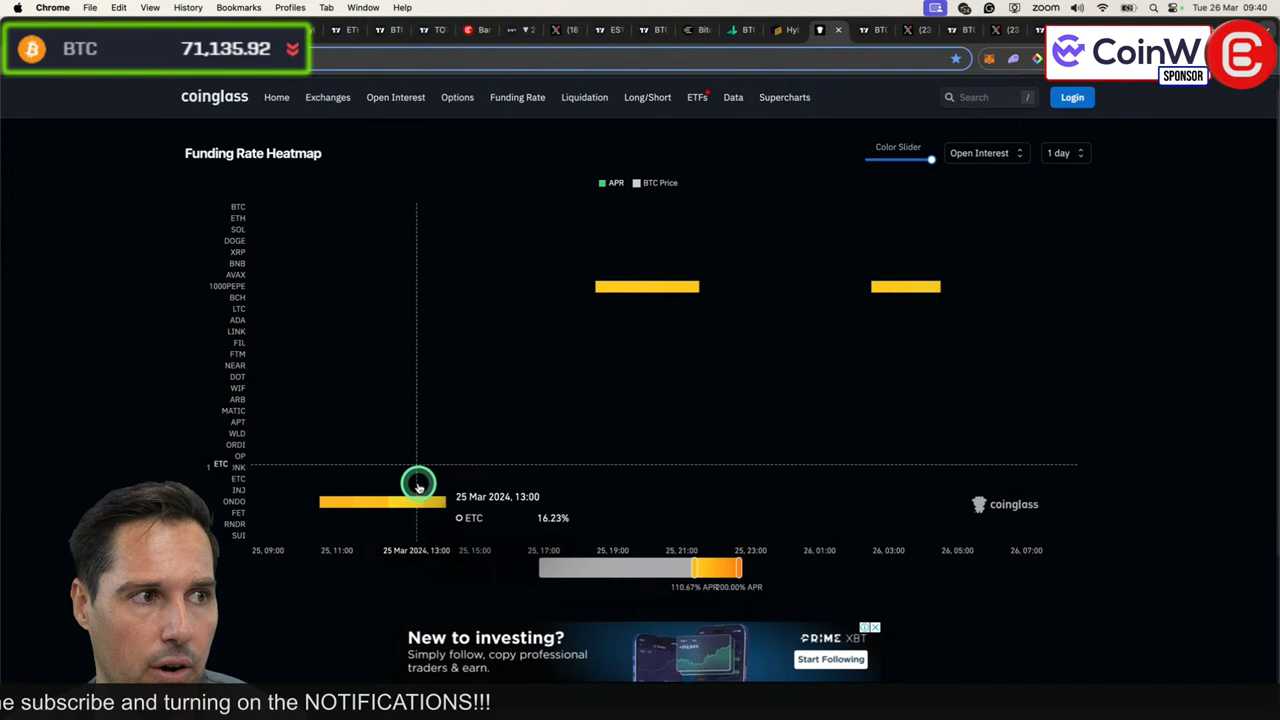 Chrome File Edit View History Bookmarks Profiles Tab Window Help
zoom Tue 26 Mar 09:40
BTC 71,135.92
CoinW
SPONSOR
coinglass Home Exchanges Open Interest Options Funding Rate Liquidation Long/Short ETFs Data Supercharts Search / Login
Funding Rate Heatmap
Color Slider Open Interest 1 day
APR BTC Price
BTC
ETH
SOL
DOGE
XRP
BNB
AVAX
1000PEPE
BCH
LTC
ADA
LINK
FIL
FTM
NEAR
DOT
WIF
ARB
MATIC
APT
WLD
ORDI
OP
ETC
ETC
INJ
ONDO
FET
RNDR
SUI
25 Mar 2024, 13:00
ETC 16.23%
coinglass
25, 09:00 25, 11:00 25 Mar 2024, 13:00 25, 15:00 25, 17:00 25, 19:00 25, 21:00 25, 23:00 26, 01:00 26, 03:00 26, 05:00 26, 07:00
110.67% APR 200.00% APR
New to investing?
Simply follow, copy professional
traders & earn.
PRIME XBT
Start Following
subscribe and turning on the NOTIFICATIONS!!!